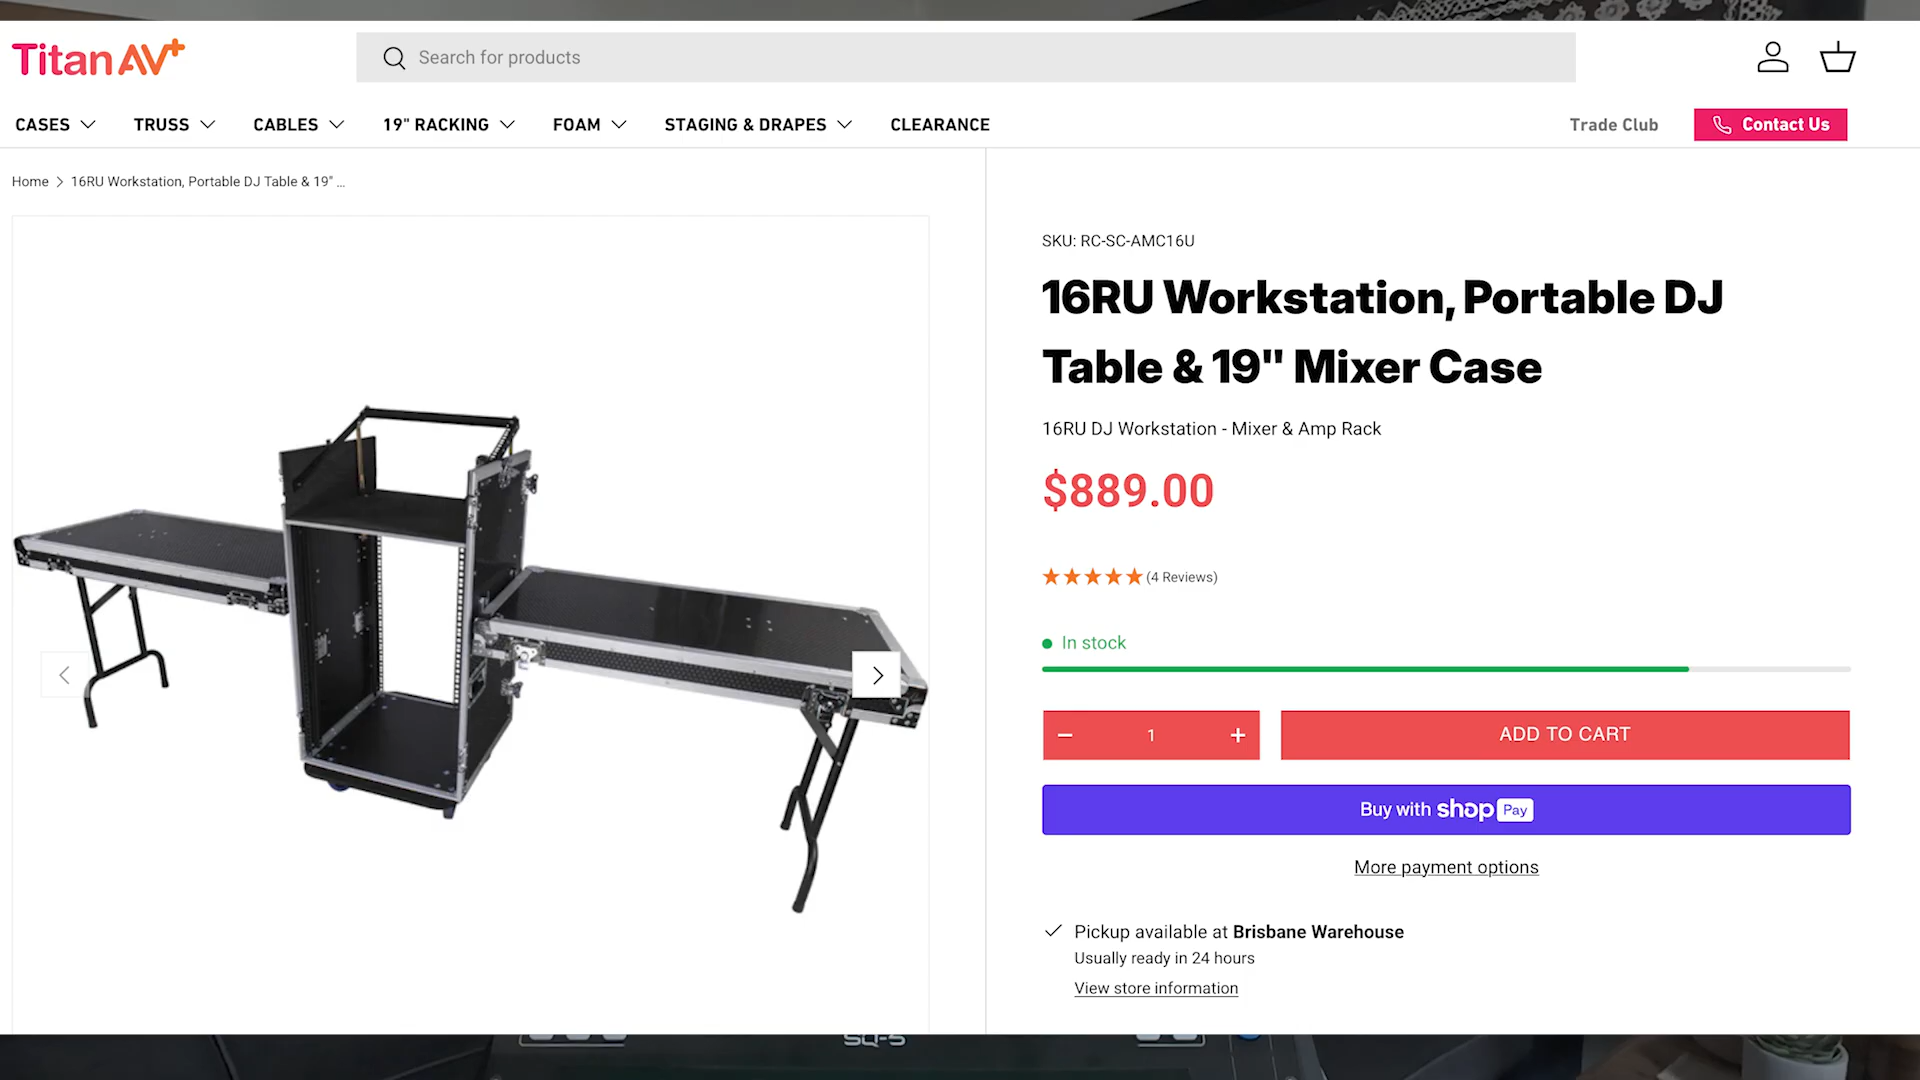 Titan AV+
Search for products
CASES
TRUSS
CABLES
19" RACKING
FOAM
STAGING & DRAPES
CLEARANCE
Trade Club
Contact Us
Home > 16RU Workstation, Portable DJ Table & 19" ...
SKU: RC-SC-AMC16U
16RU Workstation, Portable DJ
Table & 19" Mixer Case
16RU DJ Workstation - Mixer & Amp Rack
$889.00
(4 Reviews)
In stock
1
ADD TO CART
Buy with shop Pay
More payment options
Pickup available at Brisbane Warehouse
Usually ready in 24 hours
View store information
SQ-5